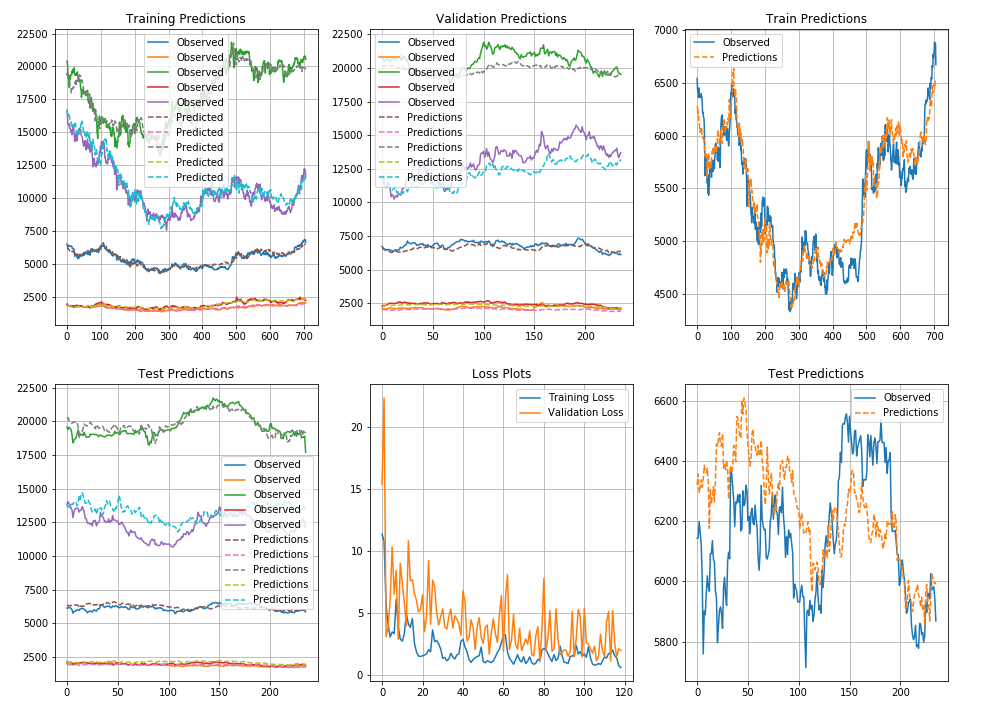 Training Predictions
22500
20000
17500
15000
12500
10000
7500
5000
2500
0 100 200 300 400 500 600 700
Observed
Observed
Observed
Observed
Observed
Predicted
Predicted
Predicted
Predicted
Predicted
Validation Predictions
22500
20000
17500
15000
12500
10000
7500
5000
2500
0 50 100 150 200
Observed
Observed
Observed
Observed
Observed
Predictions
Predictions
Predictions
Predictions
Predictions
Train Predictions
7000
6500
6000
5500
5000
4500
0 100 200 300 400 500 600 700
Observed
Predictions
Test Predictions
22500
20000
17500
15000
12500
10000
7500
5000
2500
0 50 100 150 200
Observed
Observed
Observed
Observed
Observed
Predictions
Predictions
Predictions
Predictions
Predictions
Loss Plots
20
15
10
5
0
0 20 40 60 80 100 120
Training Loss
Validation Loss
Test Predictions
6600
6400
6200
6000
5800
0 50 100 150 200
Observed
Predictions